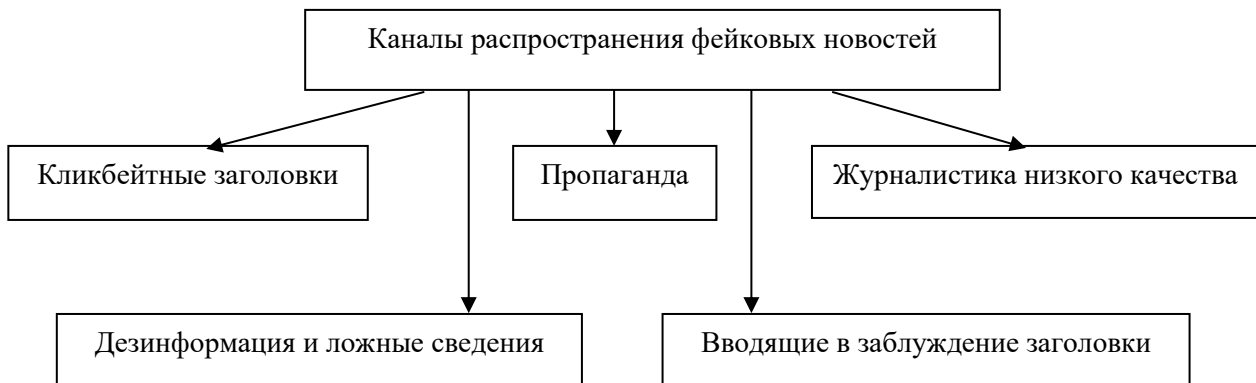 Каналы распространения фейковых новостей
Кликбейтные заголовки
Пропаганда
Журналистика низкого качества
Дезинформация и ложные сведения
Вводящие в заблуждение заголовки